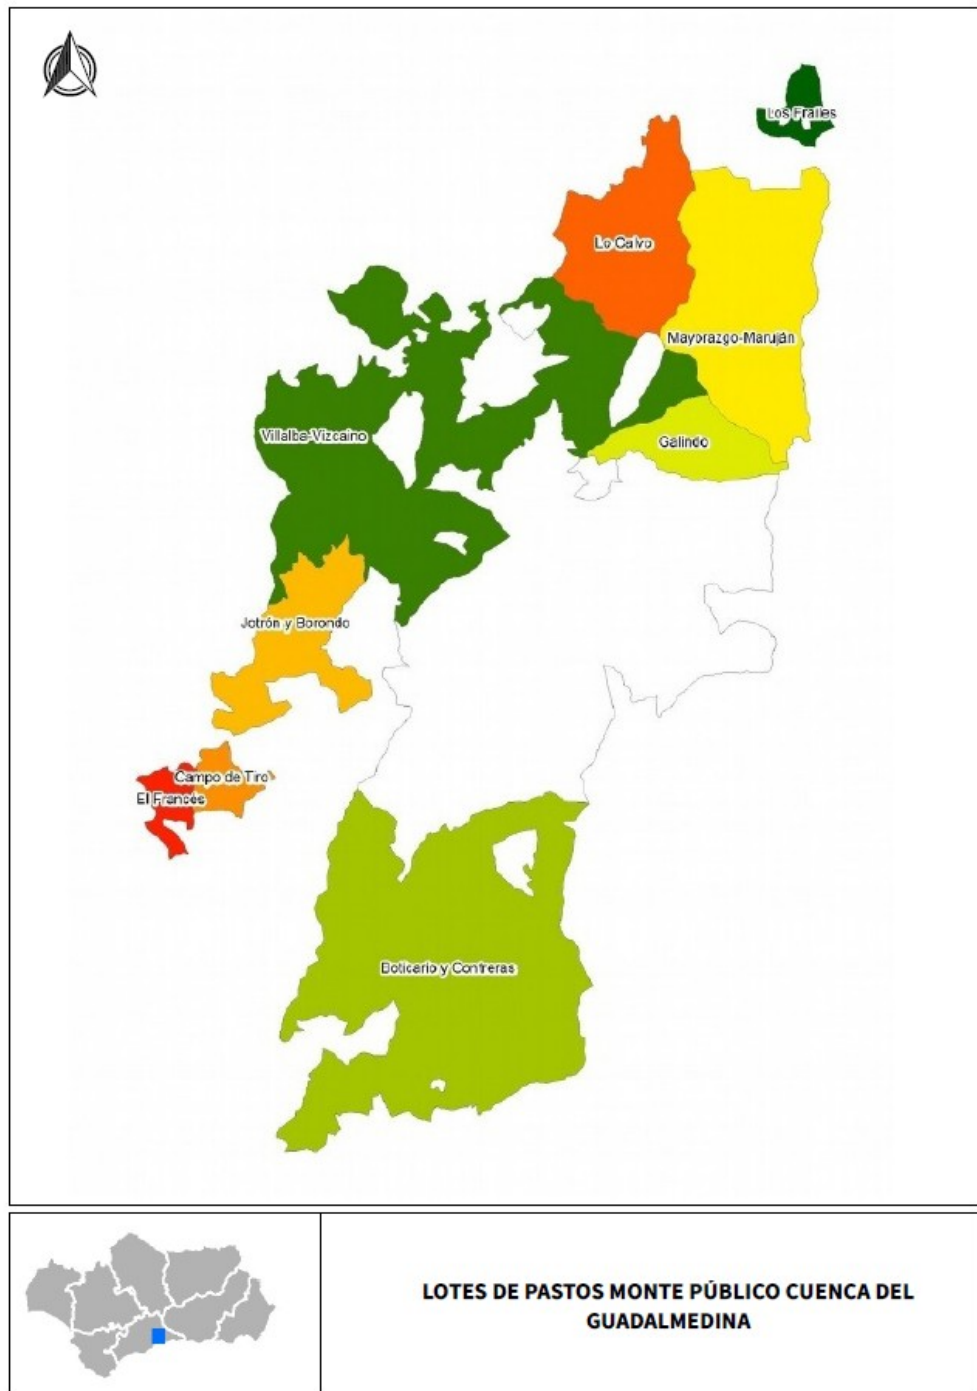 Los Frailes
Lo Calvo
Mayorazgo-Maruján
Villalba-Vizcaino
Galindo
Jotrón y Borondo
Campo de Tiro
El Francés
Boticario y Contreras
LOTES DE PASTOS MONTE PÚBLICO CUENCA DEL
GUADALMEDINA